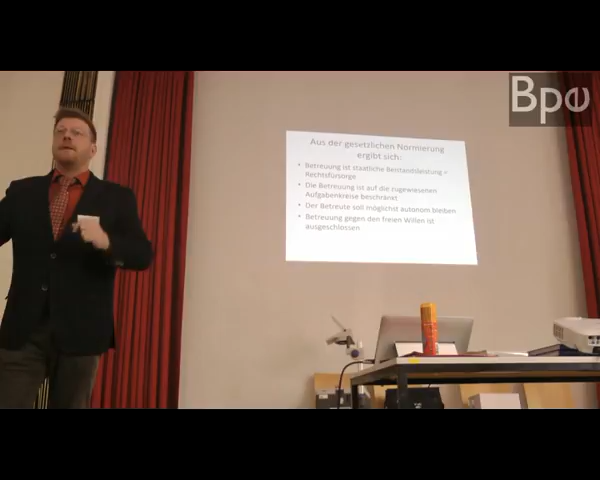 Bpe
Aus der gesetzlichen Normierung
ergibt sich:
• Betreuung ist staatliche Beistandsleistung =
Rechtsfürsorge
• Die Betreuung ist auf die zugewiesenen
Aufgabenkreise beschränkt
• Der Betreute soll möglichst autonom bleiben
• Betreuung gegen den freien Willen ist
ausgeschlossen